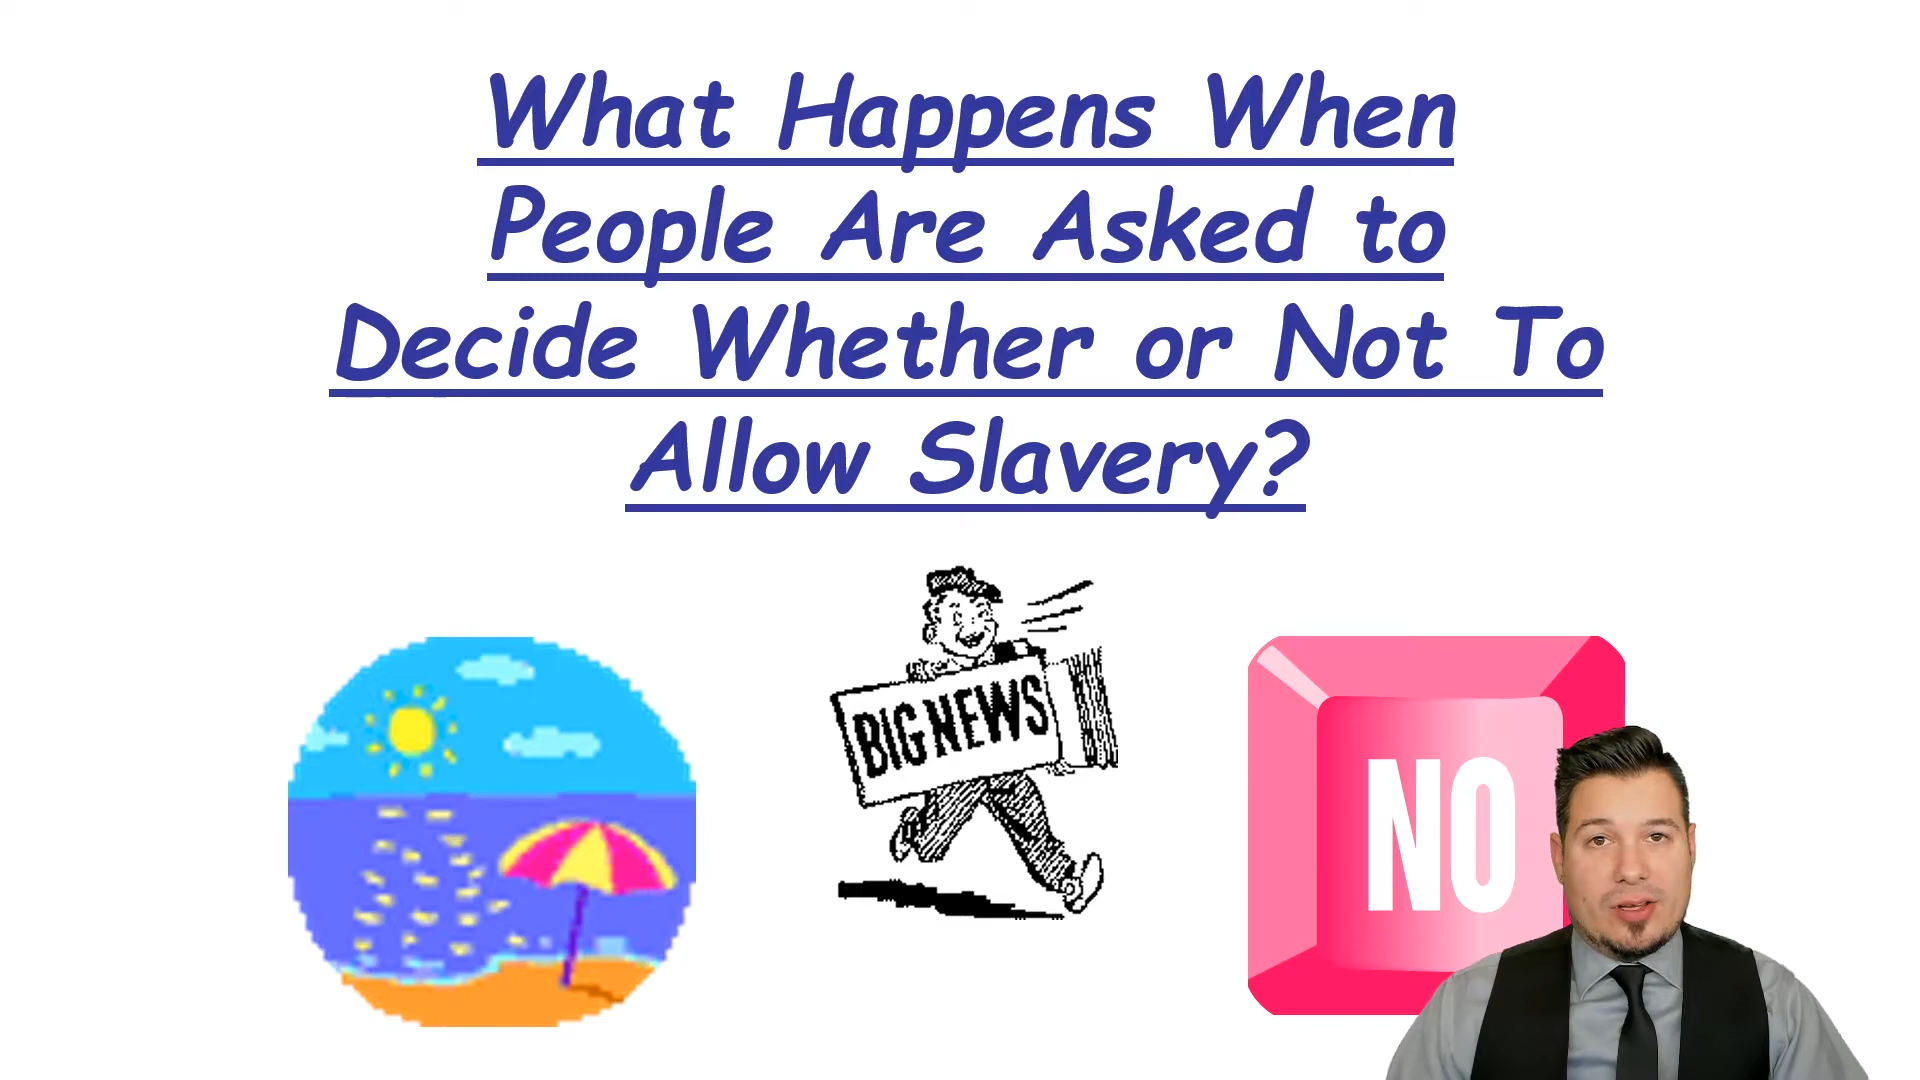 What Happens When
People Are Asked to
Decide Whether or Not To
Allow Slavery?
BIG NEWS
NO